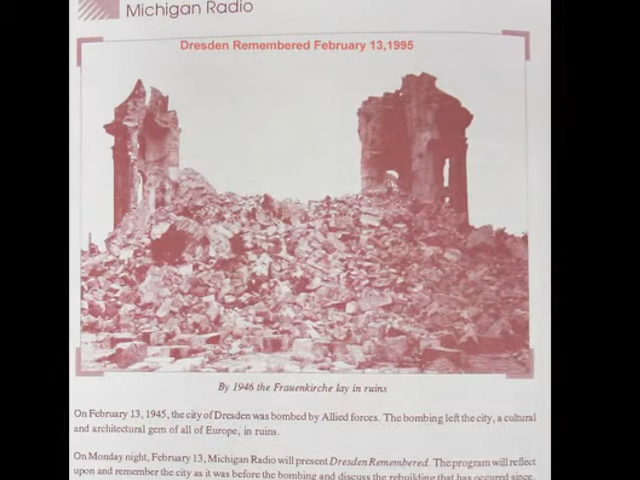 Michigan Radio
Dresden Remembered February 13,1995
By 1946 the Frauenkirche lay in ruins
On February 13, 1945, the city of Dresden was bombed by Allied forces. The bombing left the city, a cultural
and architectural gem of all of Europe, in ruins.
On Monday night, February 13, Michigan Radio will present Dresden Remembered. The program will reflect
upon and remember the city as it was before the bombing and discuss the rebuilding that has occured since